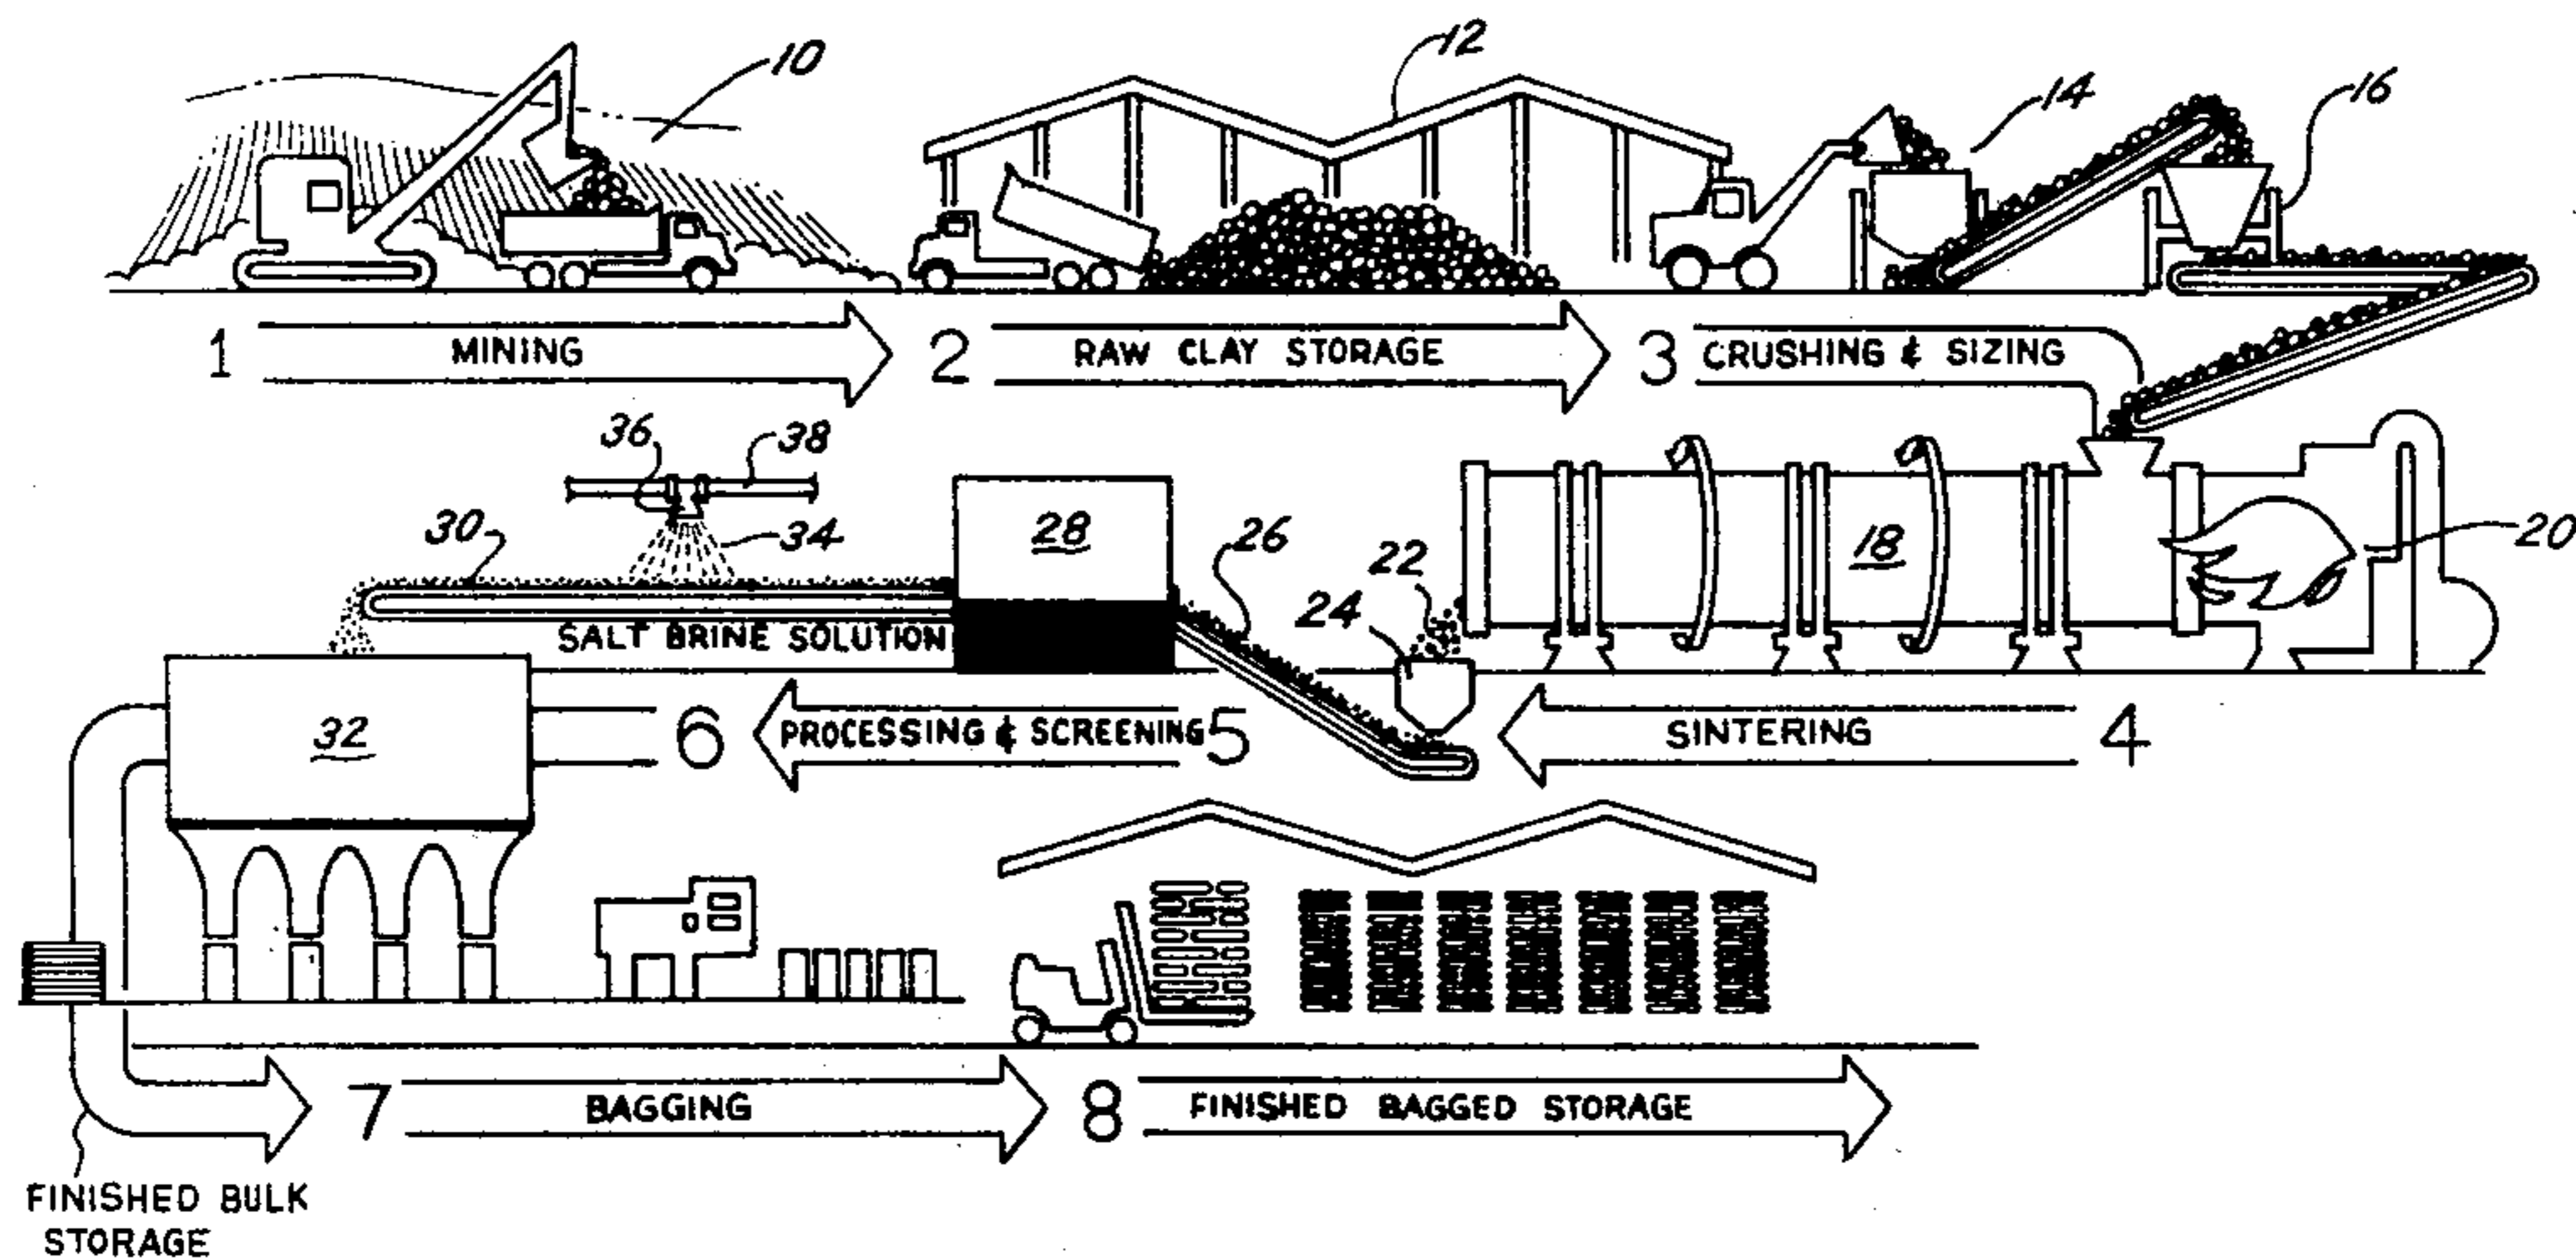 10
12
14
16
1 MINING 2 RAW CLAY STORAGE 3 CRUSHING & SIZING
36
38
30
34
28
26
22
24
18
20
SALT BRINE SOLUTION
32
6 PROCESSING & SCREENING 5 SINTERING 4
7 BAGGING 8 FINISHED BAGGED STORAGE
FINISHED BULK
STORAGE